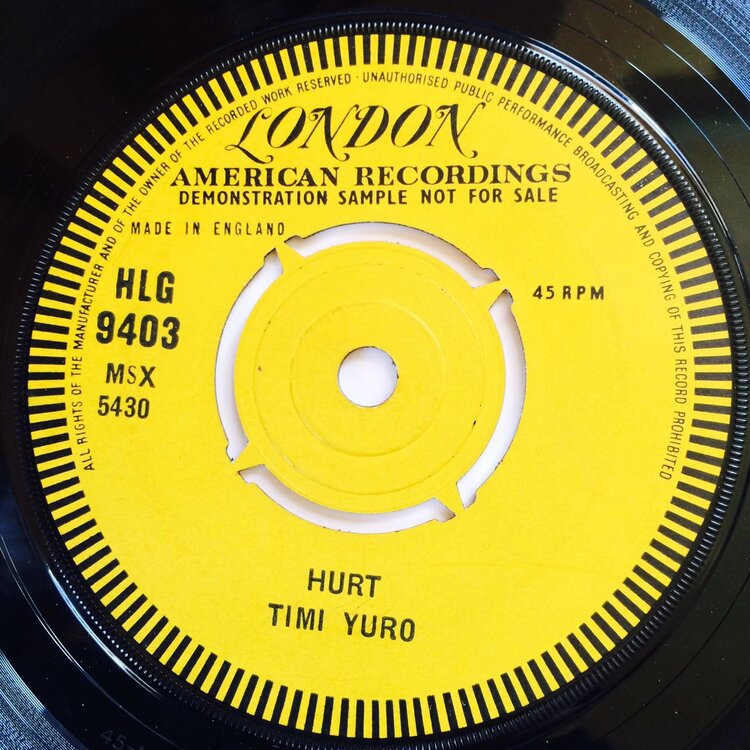 ALL RIGHTS OF THE MANUFACTURER AND OF THE OWNER OF THE RECORDED WORK RESERVED · UNAUTHORISED PUBLIC PERFORMANCE BROADCASTING AND COPYING OF THIS RECORD PROHIBITED
LONDON
AMERICAN RECORDINGS
DEMONSTRATION SAMPLE NOT FOR SALE
MADE IN ENGLAND
HLG
9403
45 RPM
MSX
5430
HURT
TIMI YURO